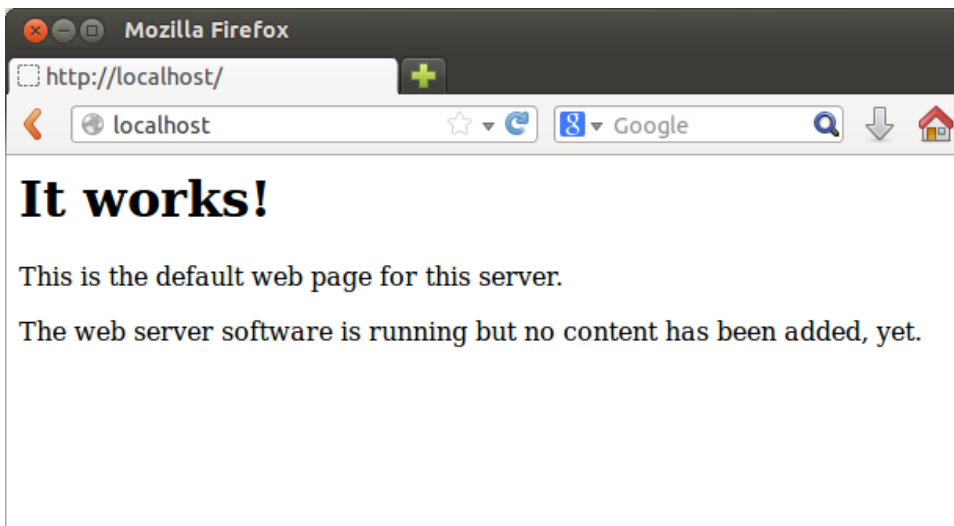 Mozilla Firefox
http://localhost/
localhost
8 Google
It works!
This is the default web page for this server.
The web server software is running but no content has been added, yet.